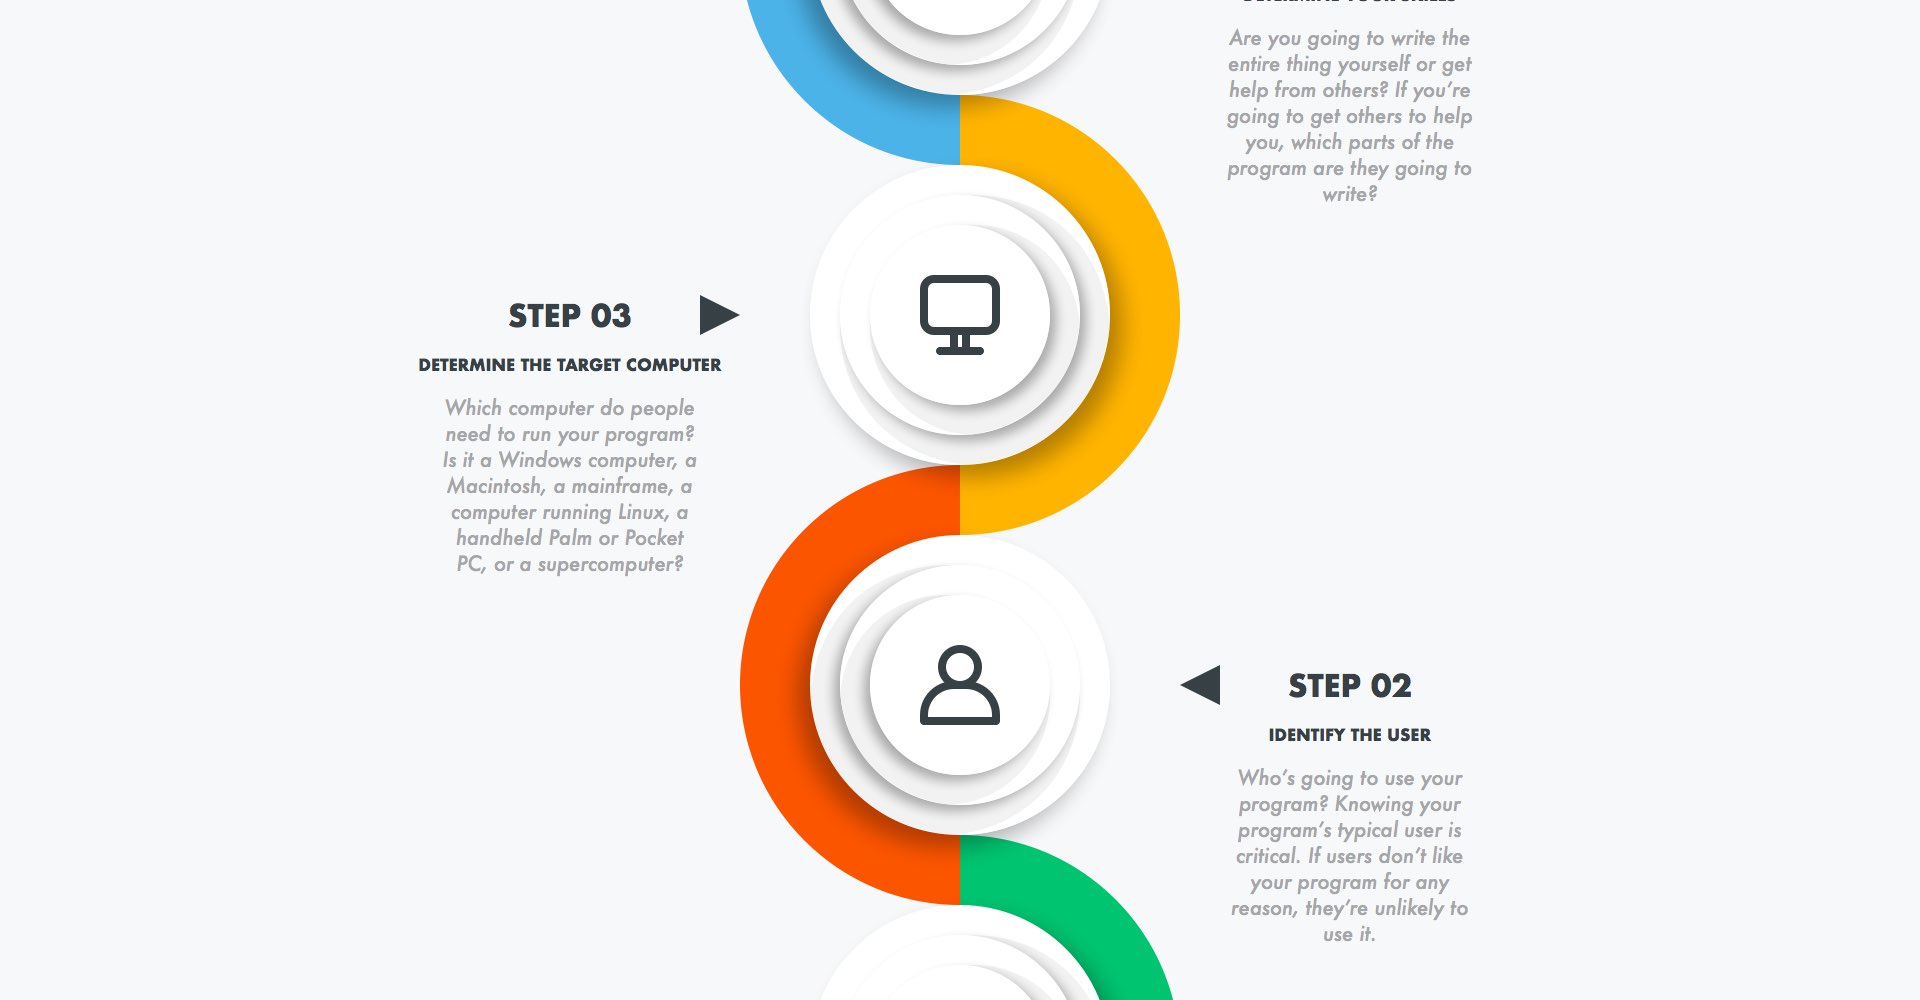 Are you going to write the
entire thing yourself or get
help from others? If you're
going to get others to help
you, which parts of the
program are they going to
write?
STEP 03
DETERMINE THE TARGET COMPUTER
Which computer do people
need to run your program?
Is it a Windows computer, a
Macintosh, a mainframe, a
computer running Linux, a
handheld Palm or Pocket
PC, or a supercomputer?
STEP 02
IDENTIFY THE USER
Who's going to use your
program? Knowing your
program's typical user is
critical. If users don't like
your program for any
reason, they're unlikely to
use it.